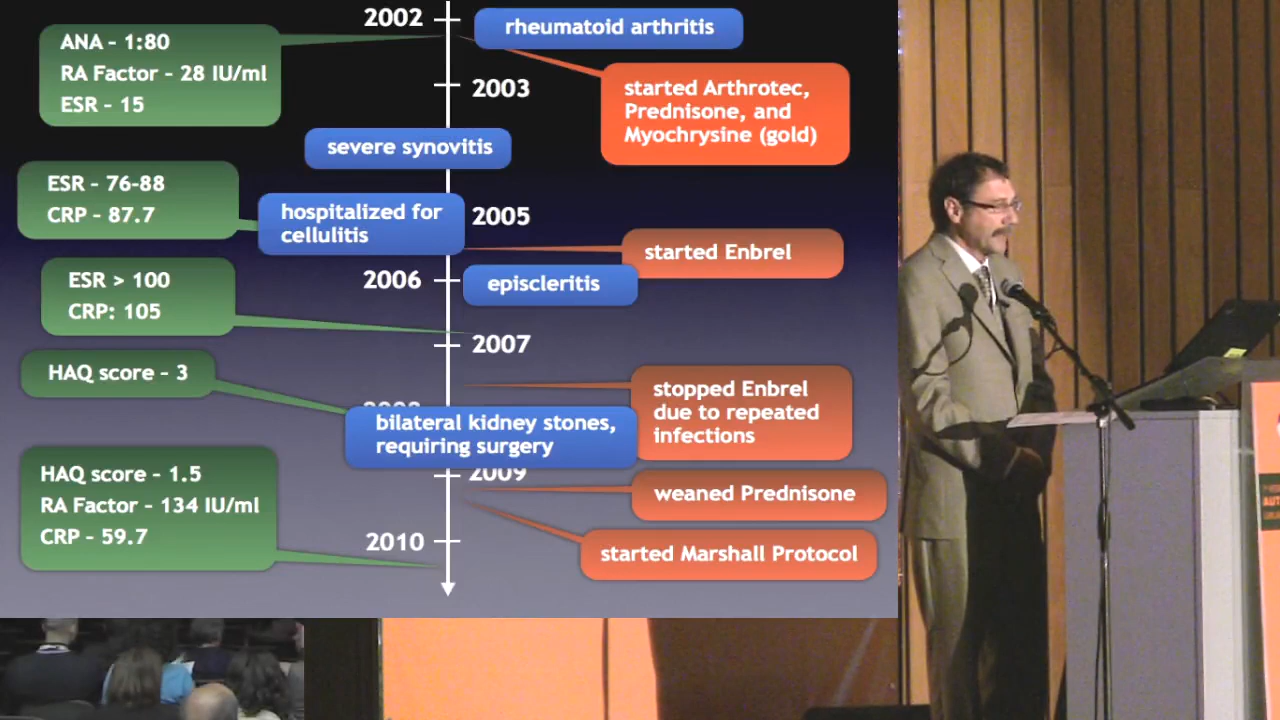 2002
rheumatoid arthritis
ANA – 1:80
RA Factor – 28 IU/ml
ESR – 15
2003
started Arthrotec,
Prednisone, and
Myochrysine (gold)
severe synovitis
ESR – 76-88
CRP – 87.7
hospitalized for
cellulitis
2005
started Enbrel
ESR > 100
CRP: 105
2006
episcleritis
2007
HAQ score – 3
stopped Enbrel
due to repeated
infections
bilateral kidney stones,
requiring surgery
2009
HAQ score – 1.5
RA Factor – 134 IU/ml
CRP – 59.7
weaned Prednisone
2010
started Marshall Protocol